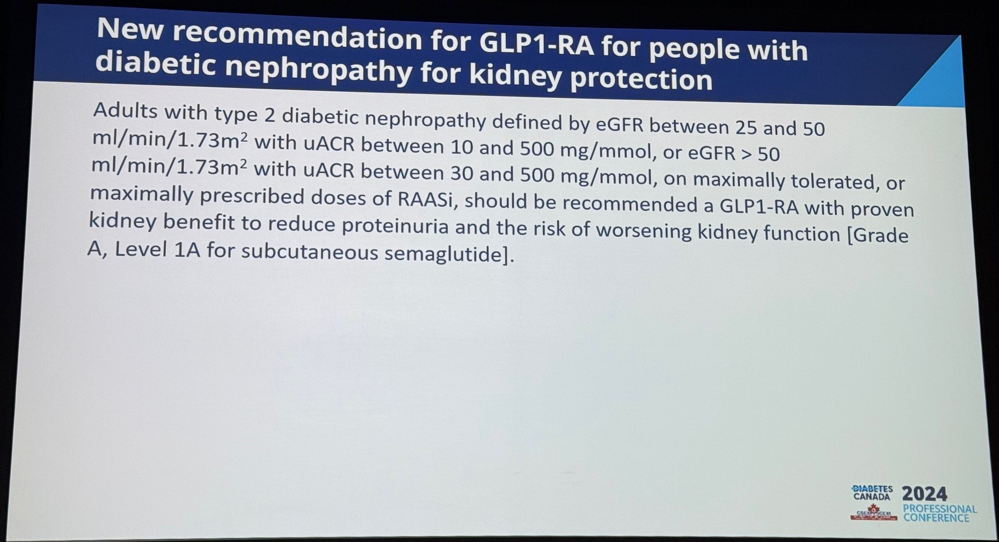 New recommendation for GLP1-RA for people with
diabetic nephropathy for kidney protection
Adults with type 2 diabetic nephropathy defined by eGFR between 25 and 50
ml/min/1.73m² with uACR between 10 and 500 mg/mmol, or eGFR > 50
ml/min/1.73m² with uACR between 30 and 500 mg/mmol, on maximally tolerated, or
maximally prescribed doses of RAASi, should be recommended a GLP1-RA with proven
kidney benefit to reduce proteinuria and the risk of worsening kidney function [Grade
A, Level 1A for subcutaneous semaglutide].
DIABETES
CANADA
CSEM SCEM
2024
PROFESSIONAL
CONFERENCE